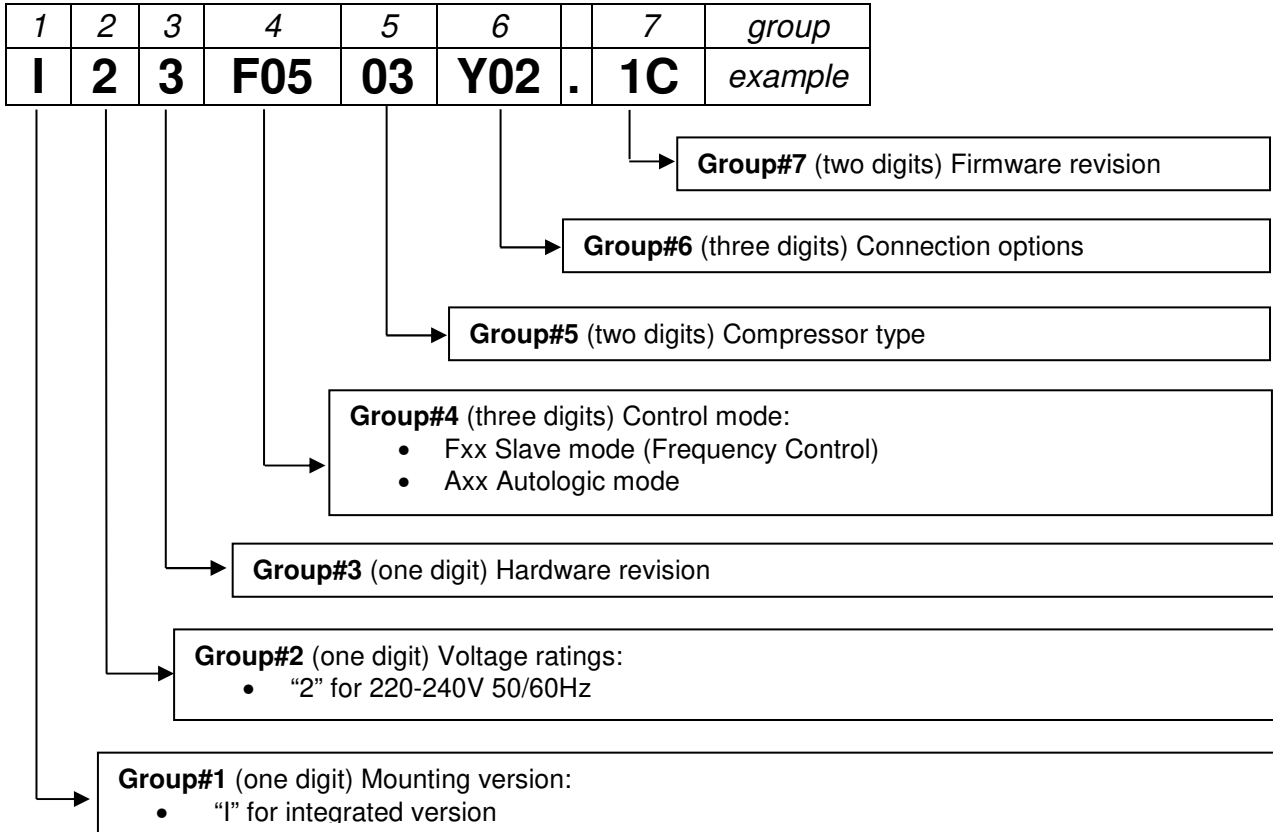 1 2 3 4 5 6 7 group
I 2 3 F05 03 Y02 . 1C example
Group#7 (two digits) Firmware revision
Group#6 (three digits) Connection options
Group#5 (two digits) Compressor type
Group#4 (three digits) Control mode:
• Fxx Slave mode (Frequency Control)
• Axx Autologic mode
Group#3 (one digit) Hardware revision
Group#2 (one digit) Voltage ratings:
• “2” for 220-240V 50/60Hz
Group#1 (one digit) Mounting version:
• “I” for integrated version